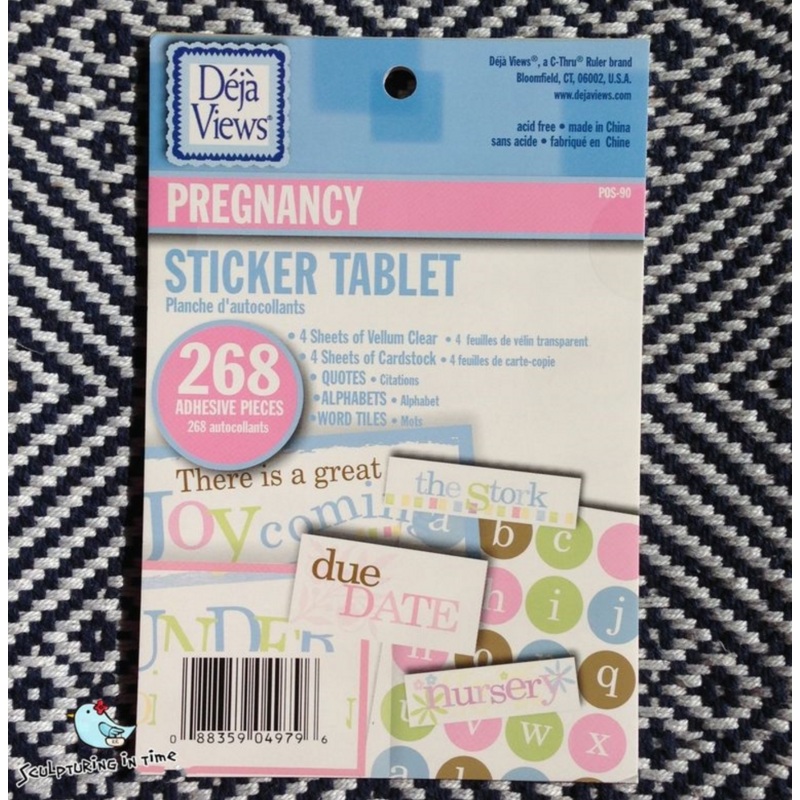 Déjà
Views®
Déjà Views®, a C-Thru® Ruler brand
Bloomfield, CT, 06002, U.S.A.
www.dejaviews.com
acid free • made in China
sans acide • fabriqué en Chine
PREGNANCY
PQS-90
STICKER TABLET
Planche d'autocollants
• 4 Sheets of Vellum Clear • 4 feuilles de vélin transparent
• 4 Sheets of Cardstock • 4 feuilles de carte-copie
• QUOTES • Citations
• ALPHABETS • Alphabet
• WORD TILES • Mots
268
ADHESIVE PIECES
268 autocollants
There is a great
Joy coming
the Stork
a b c
due
DATE
h i j
UNDER
n o q
nursery
u v w x
a
0 88359 04979 6
SCULPTURING IN TIME